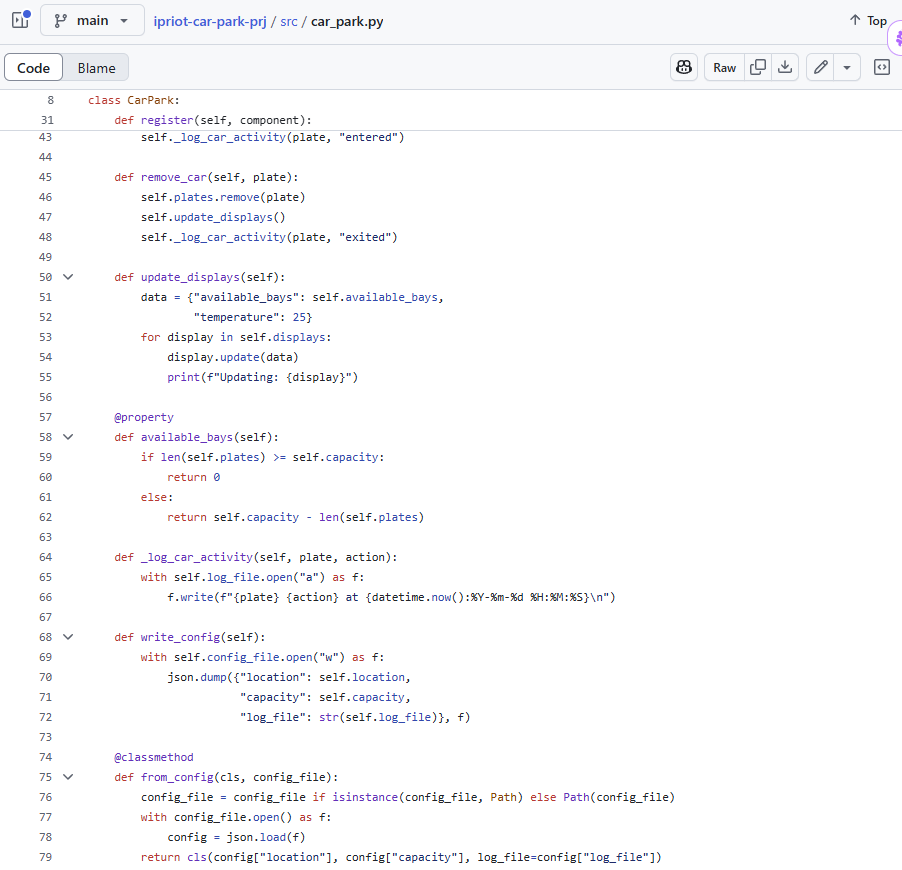 main
ipriot-car-park-prj / src / car_park.py
Top
Code Blame
Raw
8 class CarPark:
31 def register(self, component):
43 self._log_car_activity(plate, "entered")
44
45 def remove_car(self, plate):
46 self.plates.remove(plate)
47 self.update_displays()
48 self._log_car_activity(plate, "exited")
49
50 def update_displays(self):
51 data = {"available_bays": self.available_bays,
52 "temperature": 25}
53 for display in self.displays:
54 display.update(data)
55 print(f"Updating: {display}")
56
57 @property
58 def available_bays(self):
59 if len(self.plates) >= self.capacity:
60 return 0
61 else:
62 return self.capacity - len(self.plates)
63
64 def _log_car_activity(self, plate, action):
65 with self.log_file.open("a") as f:
66 f.write(f"{plate} {action} at {datetime.now():%Y-%m-%d %H:%M:%S}\n")
67
68 def write_config(self):
69 with self.config_file.open("w") as f:
70 json.dump({"location": self.location,
71 "capacity": self.capacity,
72 "log_file": str(self.log_file)}, f)
73
74 @classmethod
75 def from_config(cls, config_file):
76 config_file = config_file if isinstance(config_file, Path) else Path(config_file)
77 with config_file.open() as f:
78 config = json.load(f)
79 return cls(config["location"], config["capacity"], log_file=config["log_file"])